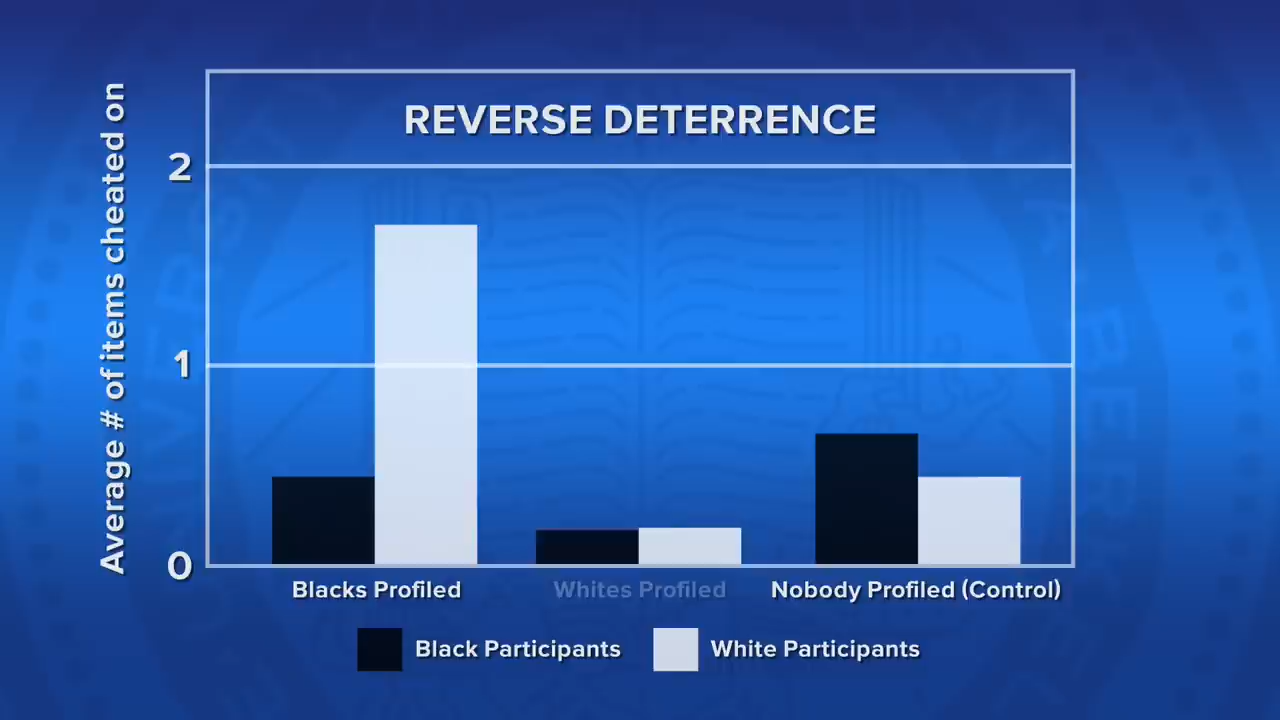 REVERSE DETERRENCE
Average # of items cheated on
2
1
0
Blacks Profiled
Whites Profiled
Nobody Profiled (Control)
Black Participants
White Participants